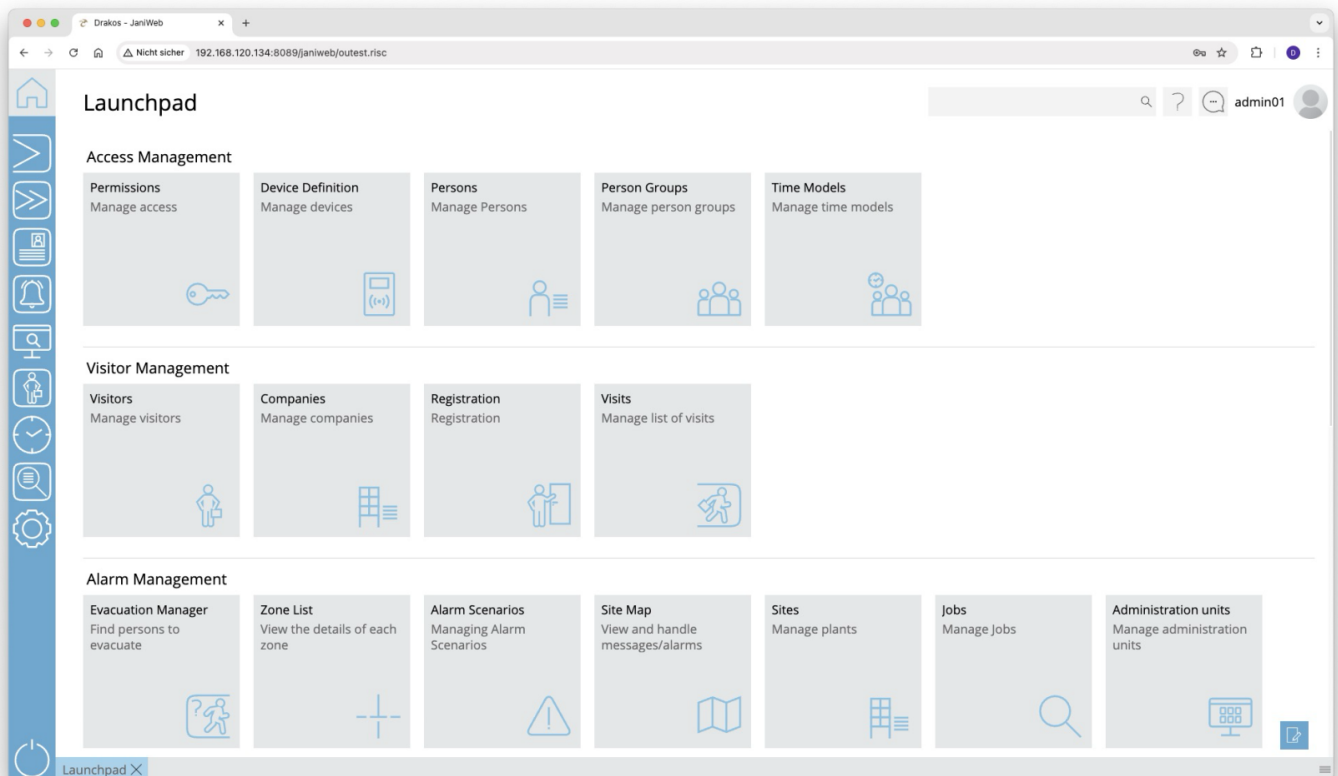 Drakos - JaniWeb
Nicht sicher 192.168.120.134:8089/janiweb/outest.risc
D
Launchpad
admin01
Access Management
Permissions
Manage access
Device Definition
Manage devices
Persons
Manage Persons
Person Groups
Manage person groups
Time Models
Manage time models
Visitor Management
Visitors
Manage visitors
Companies
Manage companies
Registration
Registration
Visits
Manage list of visits
Alarm Management
Evacuation Manager
Find persons to
evacuate
Zone List
View the details of each
zone
Alarm Scenarios
Managing Alarm
Scenarios
Site Map
View and handle
messages/alarms
Sites
Manage plants
Jobs
Manage Jobs
Administration units
Manage administration
units
Launchpad